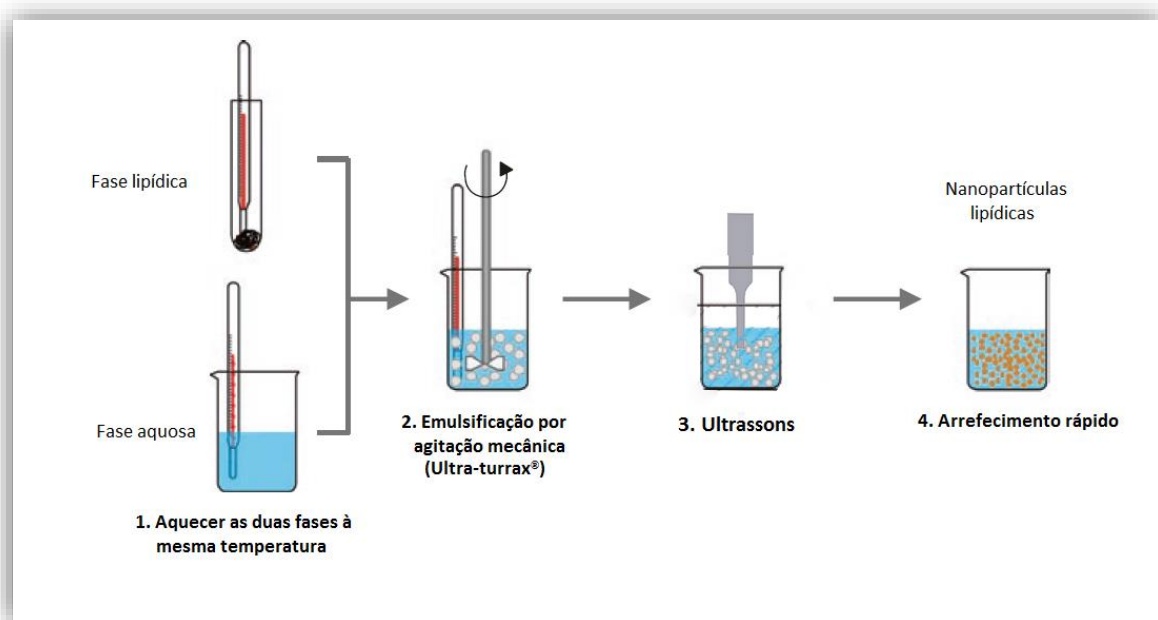 Fase lipídica
Fase aquosa
1. Aquecer as duas fases à
mesma temperatura
2. Emulsificação por
agitação mecânica
(Ultra-turrax®)
3. Ultrassons
Nanopartículas
lipídicas
4. Arrefecimento rápido